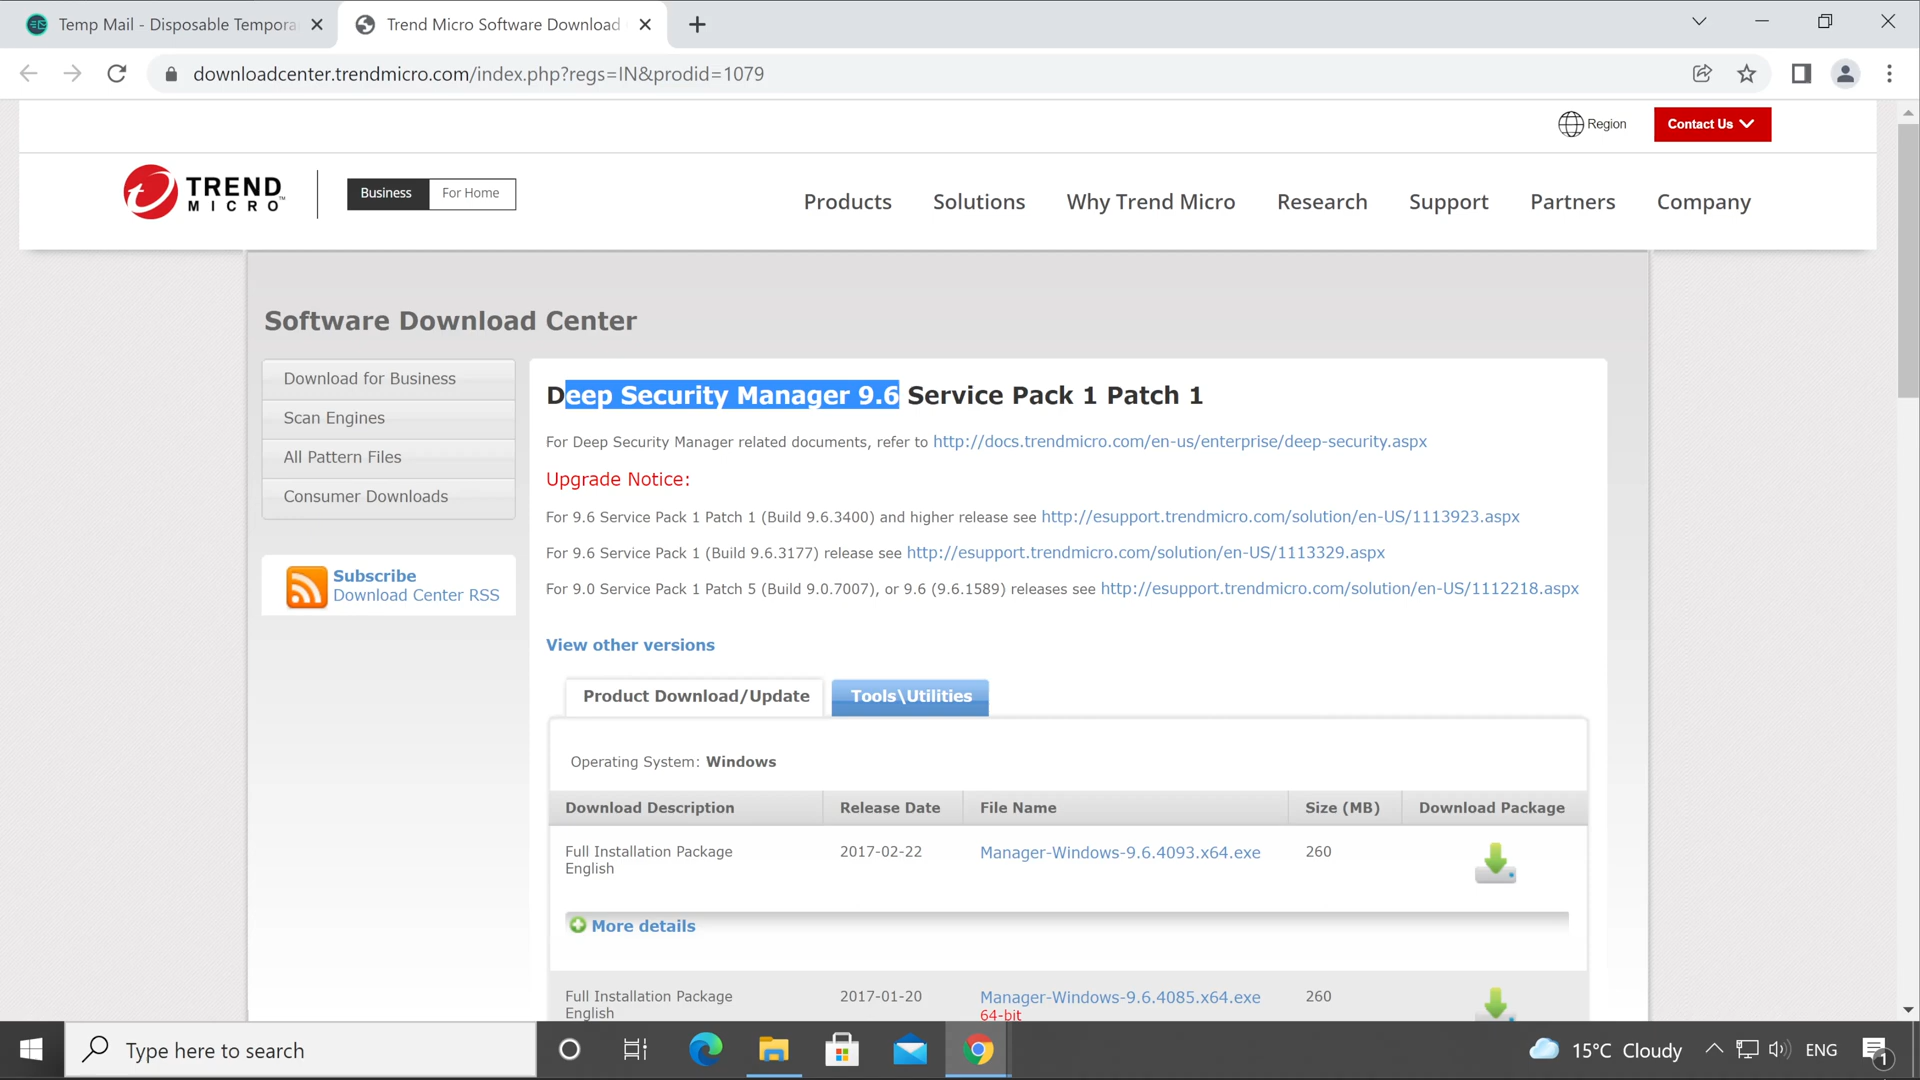 Temp Mail - Disposable Tempora
Trend Micro Software Download
downloadcenter.trendmicro.com/index.php?regs=IN&prodid=1079
Region
Contact Us
TREND MICRO™
Business
For Home
Products
Solutions
Why Trend Micro
Research
Support
Partners
Company
Software Download Center
Download for Business
Scan Engines
All Pattern Files
Consumer Downloads
Subscribe
Download Center RSS
Deep Security Manager 9.6 Service Pack 1 Patch 1
For Deep Security Manager related documents, refer to http://docs.trendmicro.com/en-us/enterprise/deep-security.aspx
Upgrade Notice:
For 9.6 Service Pack 1 Patch 1 (Build 9.6.3400) and higher release see http://esupport.trendmicro.com/solution/en-US/1113923.aspx
For 9.6 Service Pack 1 (Build 9.6.3177) release see http://esupport.trendmicro.com/solution/en-US/1113329.aspx
For 9.0 Service Pack 1 Patch 5 (Build 9.0.7007), or 9.6 (9.6.1589) releases see http://esupport.trendmicro.com/solution/en-US/1112218.aspx
View other versions
Product Download/Update
Tools\Utilities
Operating System: Windows
Download Description
Release Date
File Name
Size (MB)
Download Package
Full Installation Package
English
2017-02-22
Manager-Windows-9.6.4093.x64.exe
260
More details
Full Installation Package
English
2017-01-20
Manager-Windows-9.6.4085.x64.exe
64-bit
260
Type here to search
15°C Cloudy
ENG
1